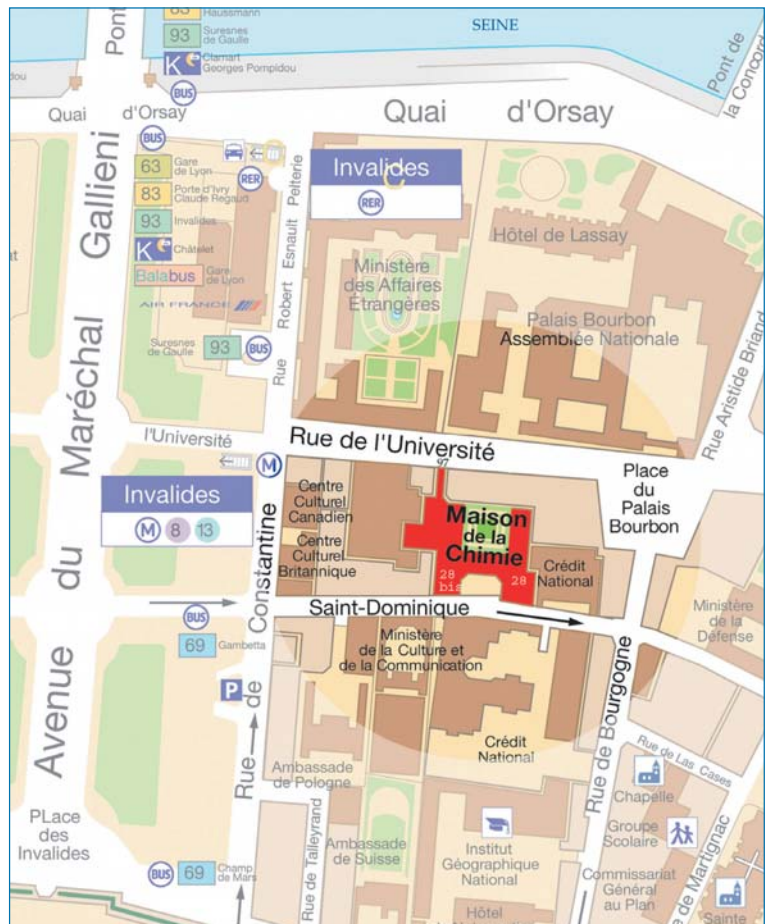 83
Haussmann
93
Suresnes
de Gaulle
K
Clamart
Georges Pompidou
BUS
SEINE
Pont
Pont de
la Concord
Quai d'Orsay
Quai d'Orsay
BUS
63
Gare
de Lyon
83
Porte d'Ivry
Claude Regaud
93
Invalides
K
Châtelet
Balabus
Gare
de Lyon
AIR FRANCE
Suresnes
de Gaulle
93
BUS
RER
Rue Robert Esnault Pelterie
Invalides
C
RER
Hôtel de Lassay
Ministère
des Affaires
Etrangères
Palais Bourbon
Assemblée Nationale
Rue Aristide Briand
Avenue du Maréchal Gallieni
l'Université
Rue de l'Université
M
Invalides
M 8 13
Centre
Culturel
Canadien
Centre
Culturel
Britannique
97
Maison
de la
Chimie
28
bis
28
Crédit
National
Place
du
Palais
Bourbon
Rue de Constantine
Saint-Dominique
BUS
69
Gambetta
P
Ministère
de la Culture et
de la Communication
Ministère
de la
Défense
Crédit
National
Rue de Bourgogne
Rue de Las Cases
Ambassade
de Pologne
Chapelle
Groupe
Scolaire
PLace
des
Invalides
Rue de Talleyrand
Ambassade
de Suisse
Institut
Géographique
National
Commissariat
Général
au Plan
e de Martignac
BUS
69
Champ
de Mars
Hôtel
Sainte